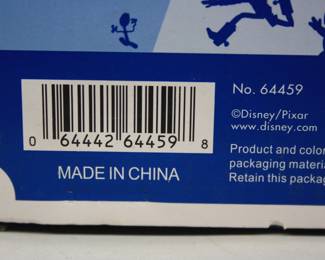 No. 64459
©Disney/Pixar
www.disney.com
0 64442 64459 8
MADE IN CHINA
Product and color
packaging materia
Retain this packag